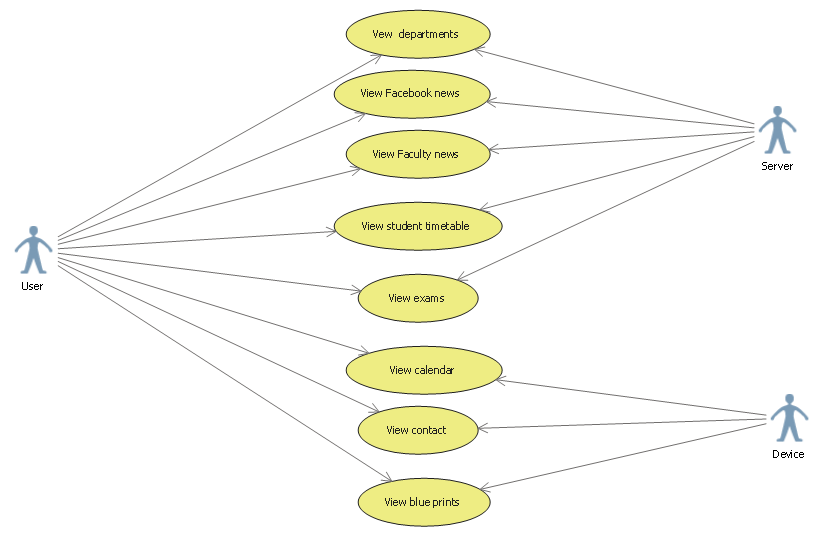 Vew departments
View Facebook news
View Faculty news
Server
View student timetable
User
View exams
View calendar
View contact
Device
View blue prints